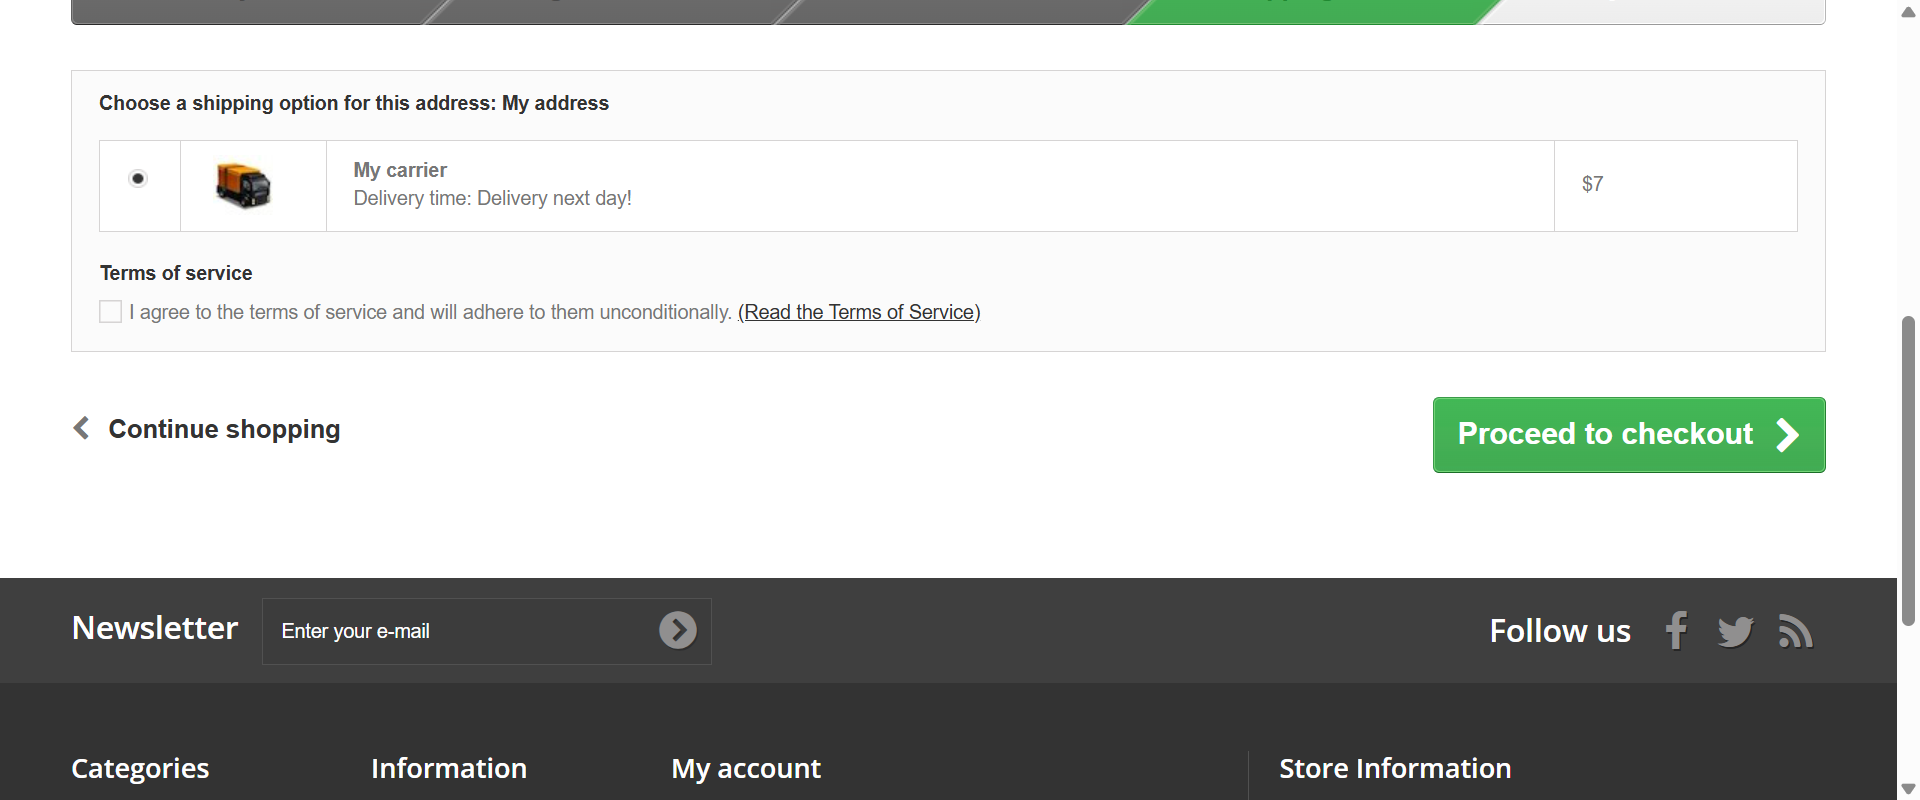 Choose a shipping option for this address: My address
My carrier
Delivery time: Delivery next day!
$7
Terms of service
I agree to the terms of service and will adhere to them unconditionally. (Read the Terms of Service)
Continue shopping
Proceed to checkout
Newsletter
Enter your e-mail
Follow us
Categories
Information
My account
Store Information